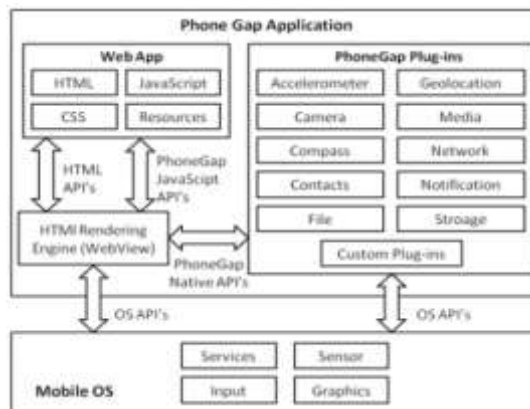 Phone Gap Application
Web App
HTML
JavaScript
CSS
Resources
HTML
API's
PhoneGap
JavaScipt
API's
HTMl Rendering
Engine (WebView)
PhoneGap
Native API's
PhoneGap Plug-ins
Accelerometer
Geolocation
Camera
Media
Compass
Network
Contacts
Notification
File
Stroage
Custom Plug-ins
OS API's
OS API's
Mobile OS
Services
Sensor
Input
Graphics